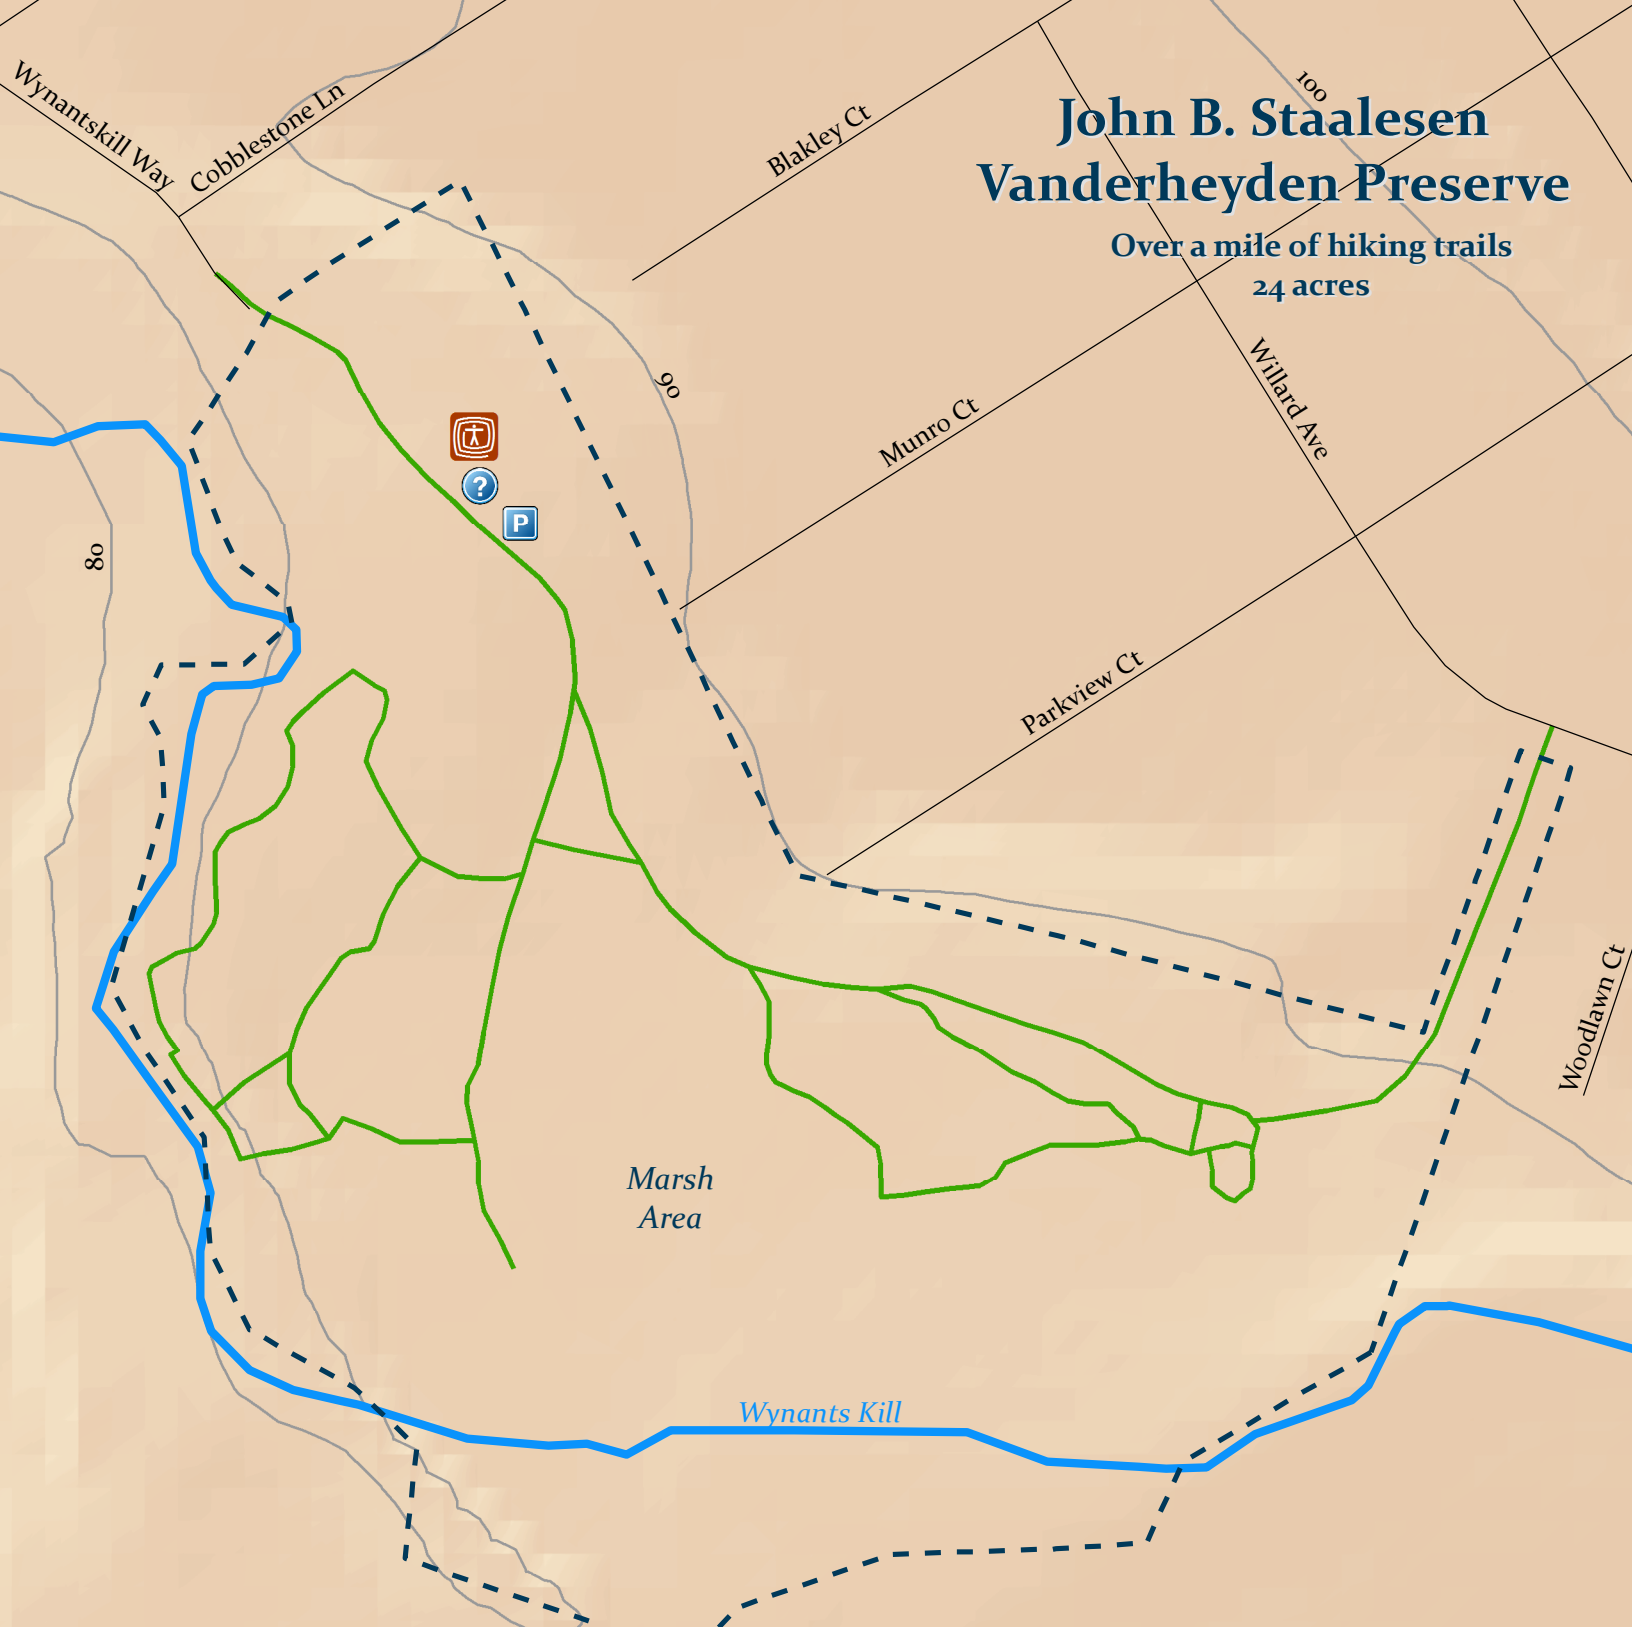 Wynantskill Way
Cobblestone Ln
Blakley Ct
100
John B. Staalesen
Vanderheyden Preserve
Over a mile of hiking trails
24 acres
Willard Ave
90
Munro Ct
?
P
80
Parkview Ct
Woodlawn Ct
Marsh
Area
Wynants Kill